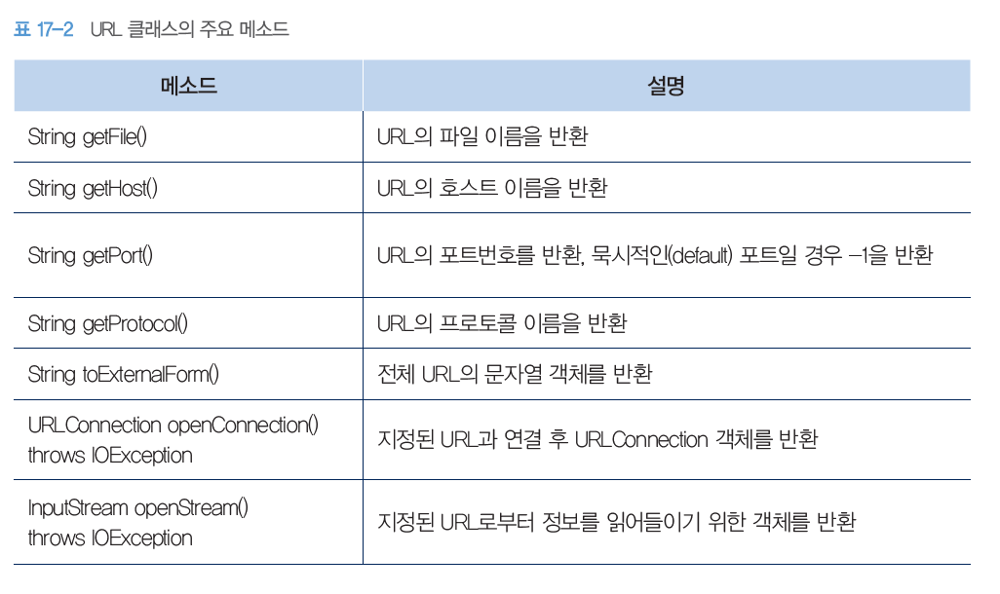 표 17-2 URL 클래스의 주요 메소드
메소드 설명
String getFile() URL의 파일 이름을 반환
String getHost() URL의 호스트 이름을 반환
String getPort() URL의 포트번호를 반환, 묵시적인(default) 포트일 경우 -1을 반환
String getProtocol() URL의 프로토콜 이름을 반환
String toExternalForm() 전체 URL의 문자열 객체를 반환
URLConnection openConnection()
throws IOException
지정된 URL과 연결 후 URLConnection 객체를 반환
InputStream openStream()
throws IOException
지정된 URL로부터 정보를 읽어들이기 위한 객체를 반환